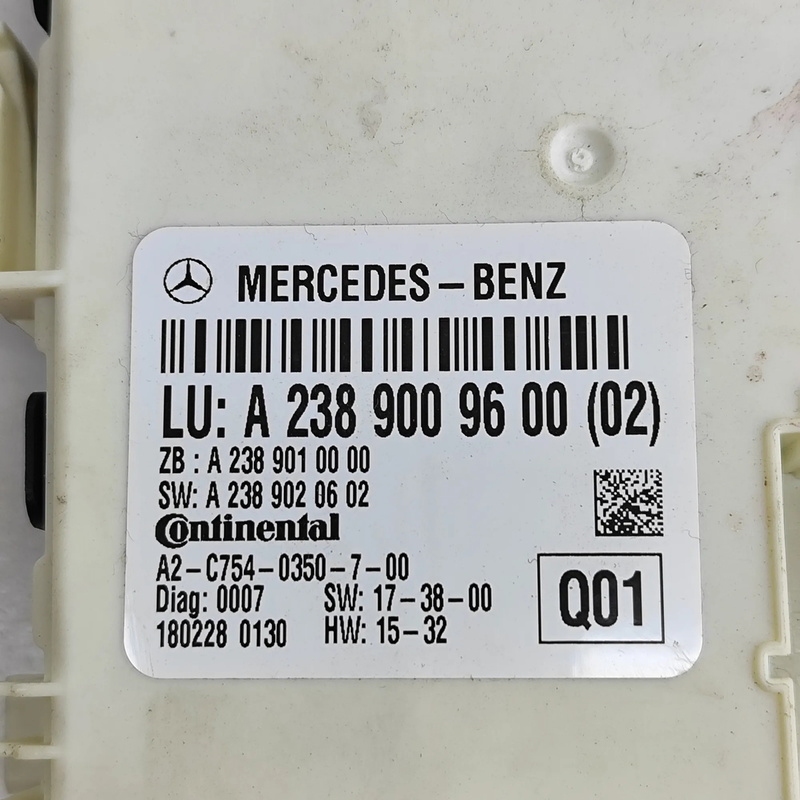 MERCEDES-BENZ
LU: A 238 900 96 00 (02)
ZB : A 238 901 00 00
SW: A 238 902 06 02
Continental
A2-C754-0350-7-00
Diag: 0007 SW: 17-38-00
180228 0130 HW: 15-32
Q01